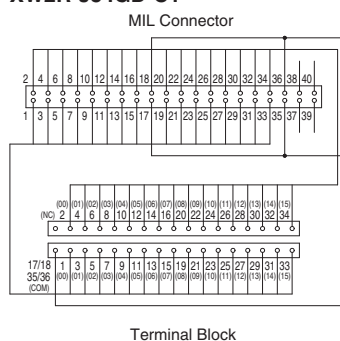 MIL Connector
2 4 6 8 10 12 14 16 18 20 22 24 26 28 30 32 34 36 38 40
1 3 5 7 9 11 13 15 17 19 21 23 25 27 29 31 33 35 37 39
(00) (01) (02) (03) (04) (05) (06) (07) (08) (09) (10) (11) (12) (13) (14) (15)
(NC) 2 4 6 8 10 12 14 16 20 22 24 26 28 30 32 34
17/18 1 3 5 7 9 11 13 15 19 21 23 25 27 29 31 33
35/36 (00) (01) (02) (03) (04) (05) (06) (07) (08) (09) (10) (11) (12) (13) (14) (15)
(COM)
Terminal Block